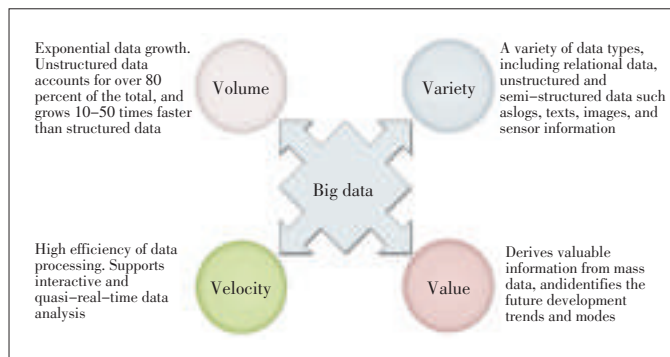 Exponential data growth.
Unstructured data
accounts for over 80
percent of the total, and
grows 10−50 times faster
than structured data
Volume
Variety
A variety of data types,
including relational data,
unstructured and
semi−structured data such
aslogs, texts, images, and
sensor information
Big data
High efficiency of data
processing. Supports
interactive and
quasi−real−time data
analysis
Velocity
Value
Derives valuable
information from mass
data, andidentifies the
future development
trends and modes